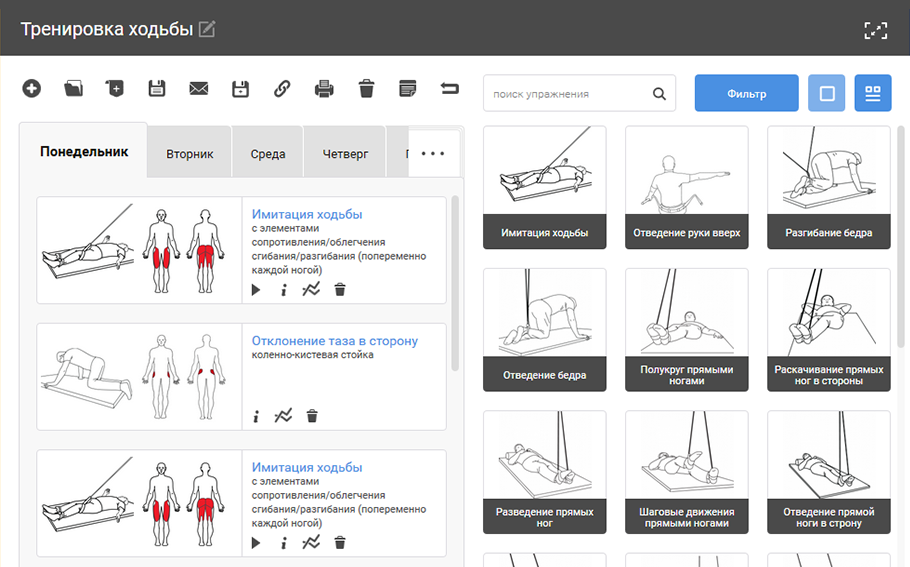 Тренировка ходьбы
поиск упражнения
Фильтр
Понедельник
Вторник
Среда
Четверг
Имитация ходьбы
с элементами
сопротивления/облегчения
сгибания/разгибания (попеременно
каждой ногой)
Отклонение таза в сторону
коленно-кистевая стойка
Имитация ходьбы
с элементами
сопротивления/облегчения
сгибания/разгибания (попеременно
каждой ногой)
Имитация ходьбы
Отведение руки вверх
Разгибание бедра
Отведение бедра
Полукруг прямыми
ногами
Раскачивание прямых
ног в стороны
Разведение прямых
ног
Шаговые движения
прямыми ногами
Отведение прямой
ноги в строну